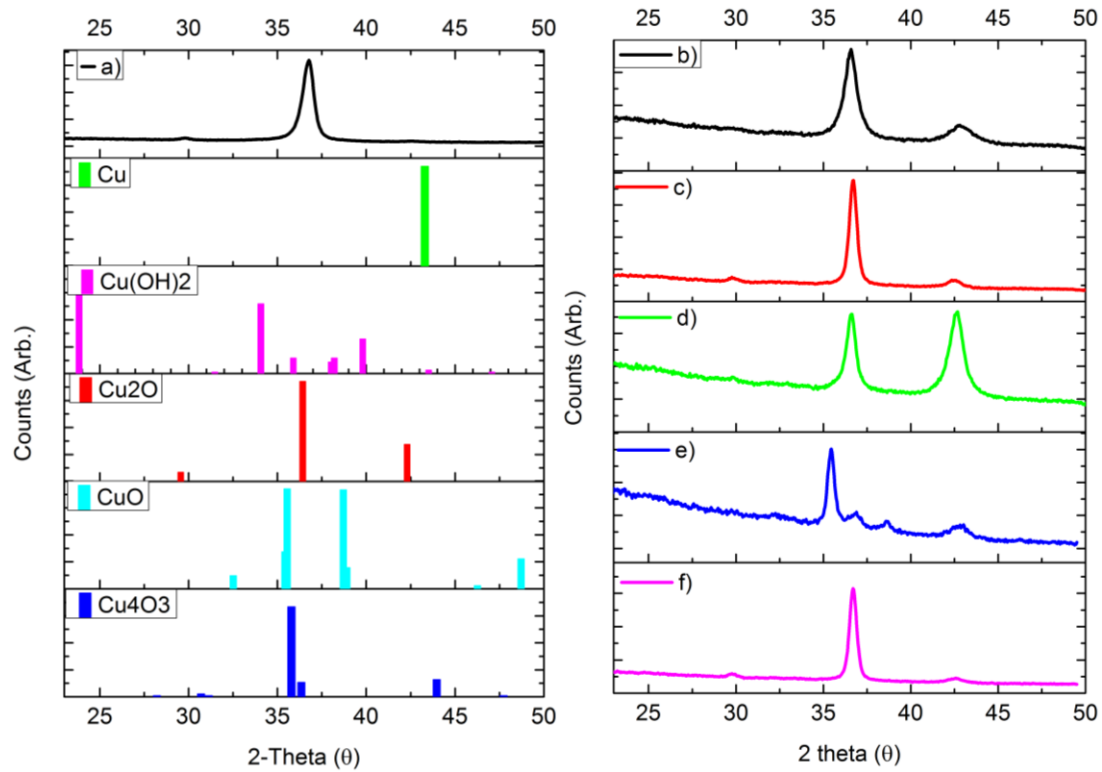 25 30 35 40 45 50
a)
Cu
Cu(OH)2
Cu2O
CuO
Cu4O3
Counts (Arb.)
25 30 35 40 45 50
2-Theta (θ)
25 30 35 40 45 50
b)
c)
d)
e)
f)
Counts (Arb.)
25 30 35 40 45 50
2 theta (θ)